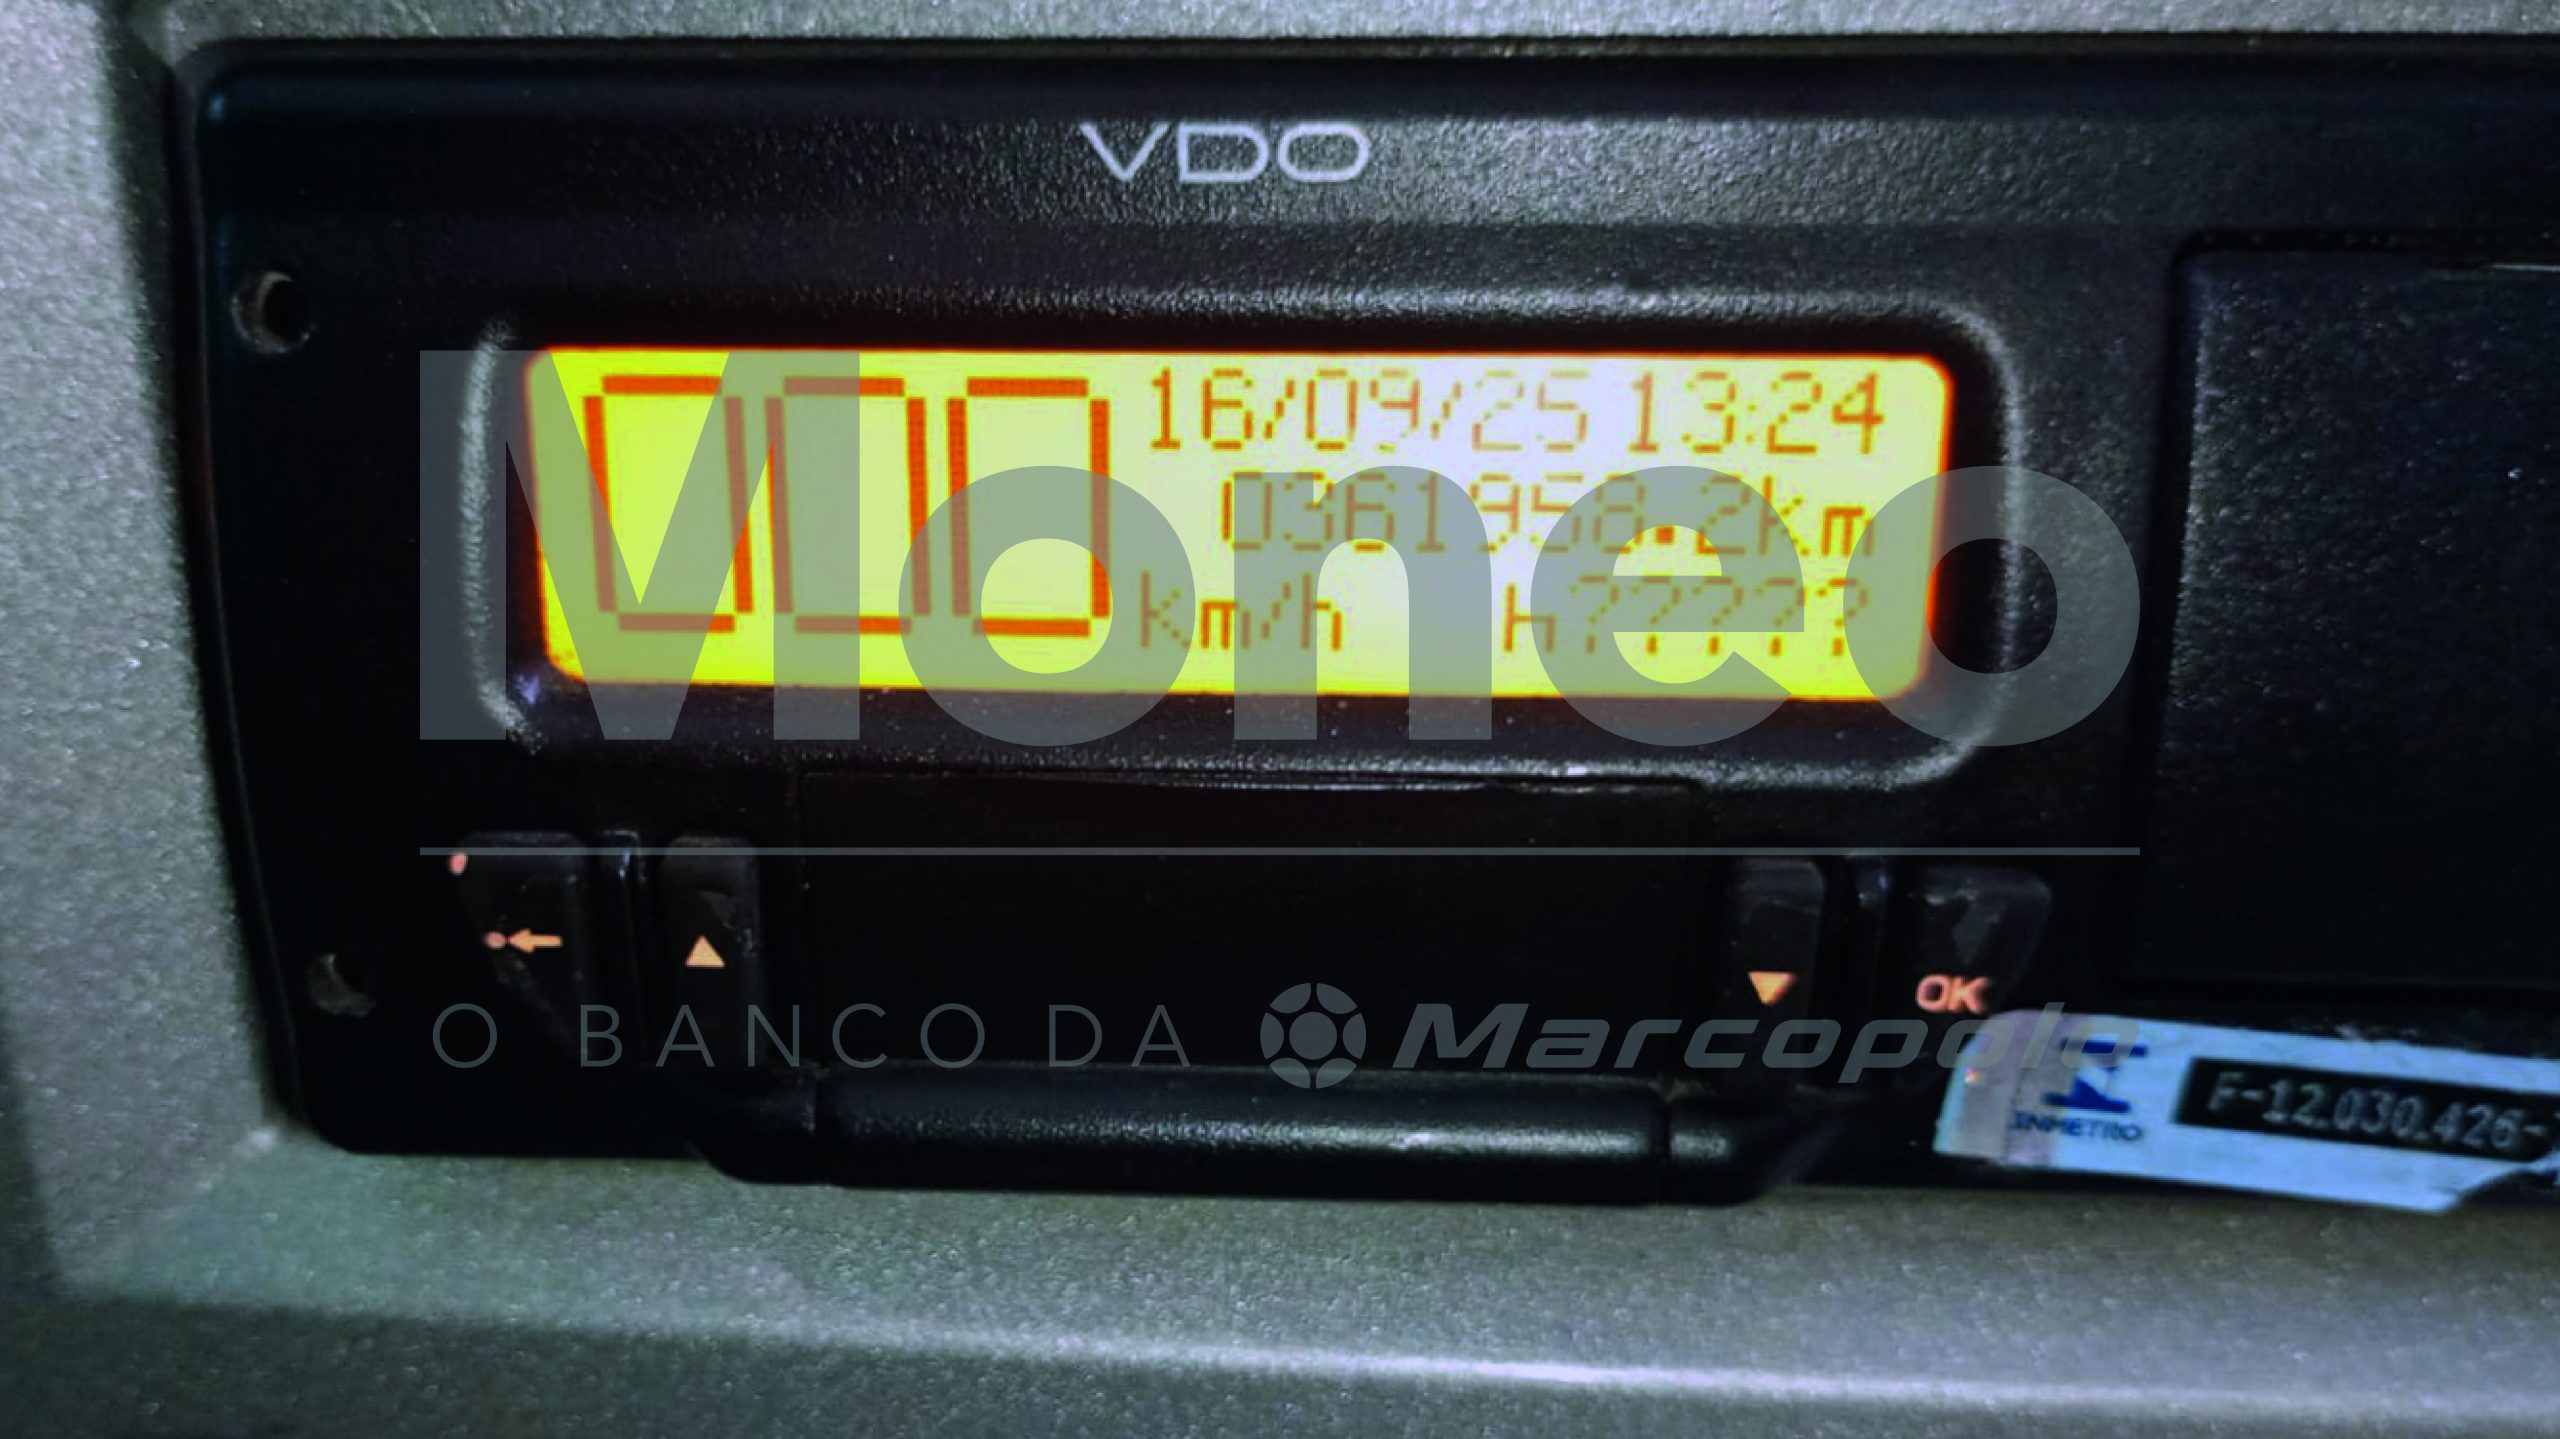 VDO
000
16/09/25 13:24
0361958.2km
km/h h?????
Moneo
OK
O BANCO DA Marcopolo
INMETRO
F-12.030.426-